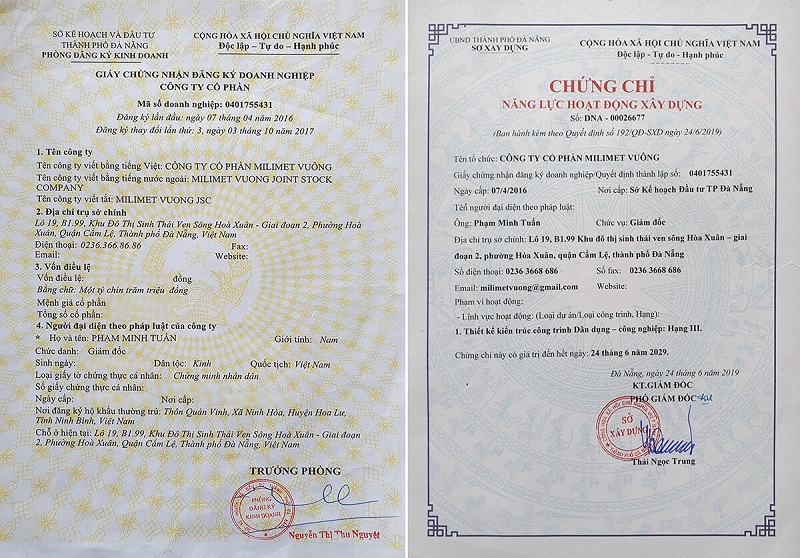 SỞ KẾ HOẠCH VÀ ĐẦU TƯ
THÀNH PHỐ ĐÀ NẴNG
PHÒNG ĐĂNG KÝ KINH DOANH
CỘNG HÒA XÃ HỘI CHỦ NGHĨA VIỆT NAM
Độc lập – Tự do – Hạnh phúc
GIẤY CHỨNG NHẬN ĐĂNG KÝ DOANH NGHIỆP
CÔNG TY CỔ PHẦN
Mã số doanh nghiệp: 0401755431
Đăng ký lần đầu: ngày 07 tháng 04 năm 2016
Đăng ký thay đổi lần thứ: 3, ngày 03 tháng 10 năm 2017
1. Tên công ty
Tên công ty viết bằng tiếng Việt: CÔNG TY CỔ PHẦN MILIMET VUÔNG
Tên công ty viết bằng tiếng nước ngoài: MILIMET VUONG JOINT STOCK
COMPANY
Tên công ty viết tắt: MILIMET VUONG JSC
2. Địa chỉ trụ sở chính
Lô 19, B1.99, Khu Đô Thị Sinh Thái Ven Sông Hoà Xuân - Giai đoạn 2, Phường Hoà
Xuân, Quận Cẩm Lệ, Thành phố Đà Nẵng, Việt Nam
Điện thoại: 0236.366.86.86 Fax:
Email: Website:
3. Vốn điều lệ
Vốn điều lệ: đồng
Bằng chữ: Một tỷ chín trăm triệu đồng
Mệnh giá cổ phần
Tổng số cổ phần:
4. Người đại diện theo pháp luật của công ty
* Họ và tên: PHẠM MINH TUẤN Giới tính: Nam
Chức danh: Giám đốc
Sinh ngày: Dân tộc: Kinh Quốc tịch: Việt Nam
Loại giấy tờ chứng thực cá nhân: Chứng minh nhân dân
Số giấy chứng thực cá nhân:
Ngày cấp: Nơi cấp:
Nơi đăng ký hộ khẩu thường trú: Thôn Quán Vinh, Xã Ninh Hòa, Huyện Hoa Lư,
Tỉnh Ninh Bình, Việt Nam
Chỗ ở hiện tại: Lô 19, B1.99, Khu Đô Thị Sinh Thái Ven Sông Hoà Xuân - Giai đoạn
2, Phường Hoà Xuân, Quận Cẩm Lệ, Thành phố Đà Nẵng, Việt Nam
TRƯỞNG PHÒNG
PHÒNG
ĐĂNG KÝ
KINH DOANH
Nguyễn Thị Thu Nguyệt
UBND THÀNH PHỐ ĐÀ NẴNG
SỞ XÂY DỰNG
CỘNG HÒA XÃ HỘI CHỦ NGHĨA VIỆT NAM
Độc lập - Tự do - Hạnh phúc
CHỨNG CHỈ
NĂNG LỰC HOẠT ĐỘNG XÂY DỰNG
Số: DNA - 00026677
(Ban hành kèm theo Quyết định số 192/QĐ-SXD ngày 24/6/2019)
Tên tổ chức: CÔNG TY CỔ PHẦN MILIMET VUÔNG
Giấy chứng nhận đăng ký doanh nghiệp/Quyết định thành lập số: 0401755431
Ngày cấp: 07/4/2016 Nơi cấp: Sở Kế hoạch Đầu tư TP Đà Nẵng
Tên người đại diện theo pháp luật:
Ông: Phạm Minh Tuấn Chức vụ: Giám đốc
Địa chỉ trụ sở chính: Lô 19, B1.99 Khu đô thị sinh thái ven sông Hòa Xuân – giai
đoạn 2, phường Hòa Xuân, quận Cẩm Lệ, thành phố Đà Nẵng
Số điện thoại: 0236 3668 686 Số fax: 0236 3668 686
Email: milimetvuong@gmail.com Website:
Phạm vi hoạt động:
- Lĩnh vực hoạt động: (Loại dự án/Loại công trình, Hạng):
1. Thiết kế kiến trúc công trình Dân dụng – công nghiệp: Hạng III.
Chứng chỉ này có giá trị đến hết ngày: 24 tháng 6 năm 2029.
Đà Nẵng, ngày 24 tháng 6 năm 2019
KT.GIÁM ĐỐC
PHÓ GIÁM ĐỐC
SỞ
XÂY DỰNG
Thái Ngọc Trung